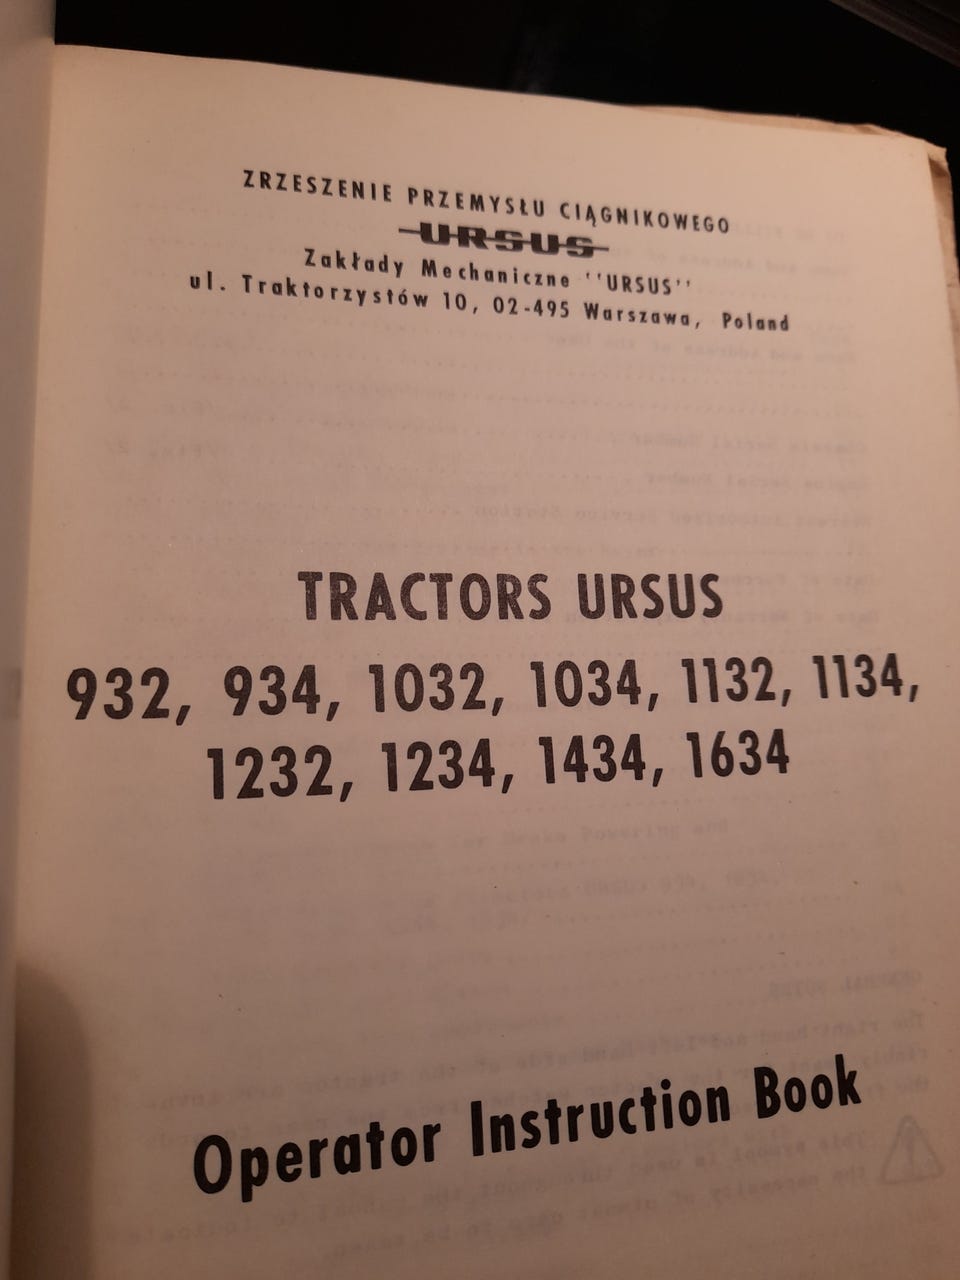 ZRZESZENIE PRZEMYSŁU CIĄGNIKOWEGO
URSUS
Zakłady Mechaniczne ''URSUS''
ul. Traktorzystów 10, 02-495 Warszawa, Poland
TRACTORS URSUS
932, 934, 1032, 1034, 1132, 1134,
1232, 1234, 1434, 1634
Operator Instruction Book